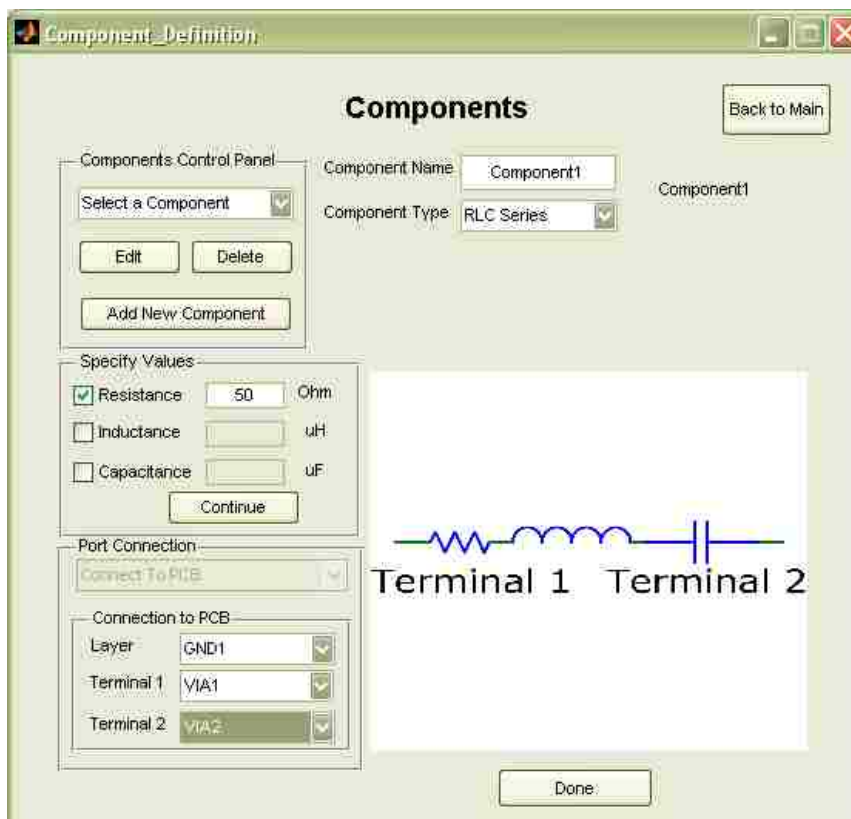 Component_Definition
Components
Back to Main
Components Control Panel
Select a Component
Edit
Delete
Add New Component
Component Name
Component1
Component Type
RLC Series
Component1
Specify Values
Resistance
50
Ohm
Inductance
uH
Capacitance
uF
Continue
Port Connection
Connect To PCB
Connection to PCB
Layer
GND1
Terminal 1
VIA1
Terminal 2
VIA2
Terminal 1
Terminal 2
Done